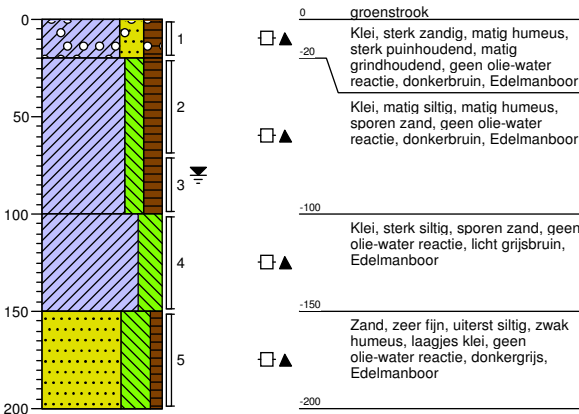 0
50
100
150
200
1
2
3
4
5
0
groenstrook
Klei, sterk zandig, matig humeus,
sterk puinhoudend, matig
grindhoudend, geen olie-water
reactie, donkerbruin, Edelmanboor
-20
Klei, matig siltig, matig humeus,
sporen zand, geen olie-water
reactie, donkerbruin, Edelmanboor
-100
Klei, sterk siltig, sporen zand, geen
olie-water reactie, licht grijsbruin,
Edelmanboor
-150
Zand, zeer fijn, uiterst siltig, zwak
humeus, laagjes klei, geen
olie-water reactie, donkergrijs,
Edelmanboor
-200